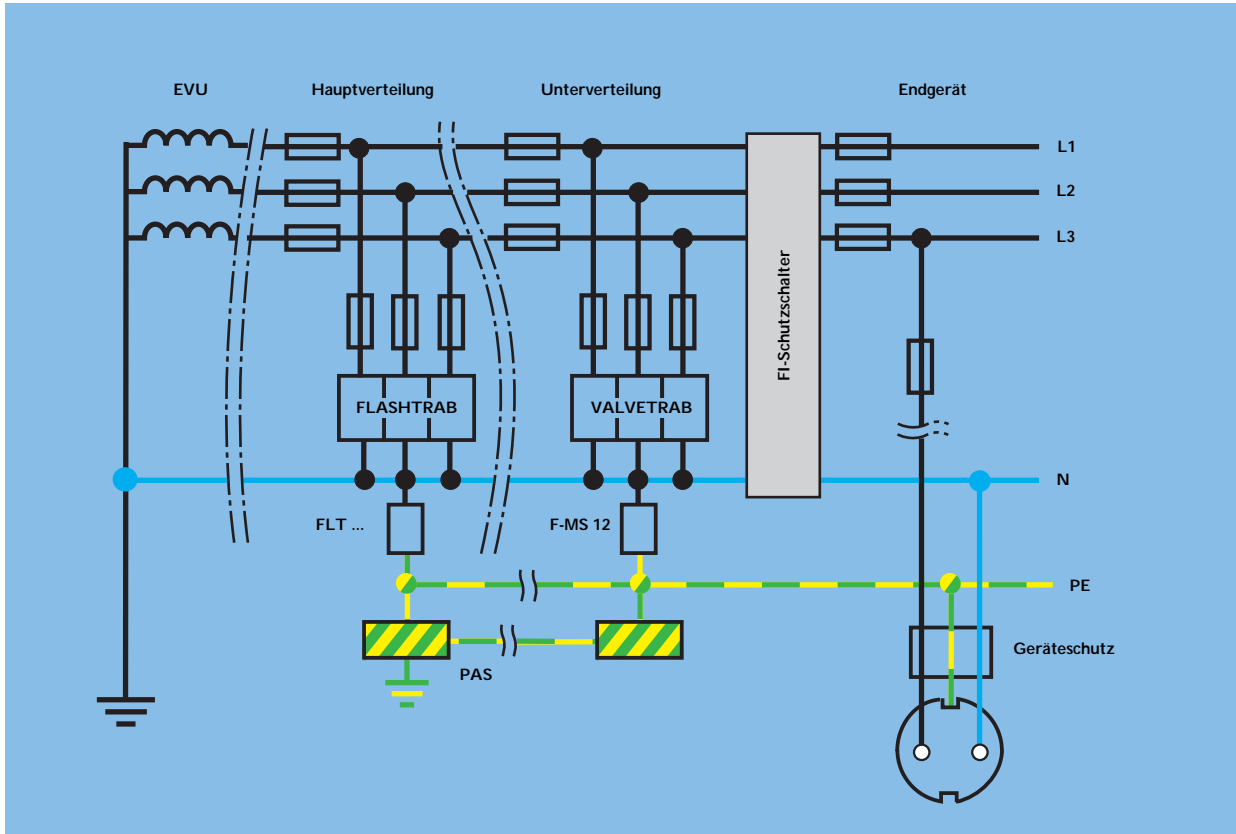 EVU
Hauptverteilung
Unterverteilung
Endgerät
L1
L2
L3
FI-Schutzschalter
FLASHTRAB
VALVETRAB
N
FLT ...
F-MS 12
PE
Geräteschutz
PAS